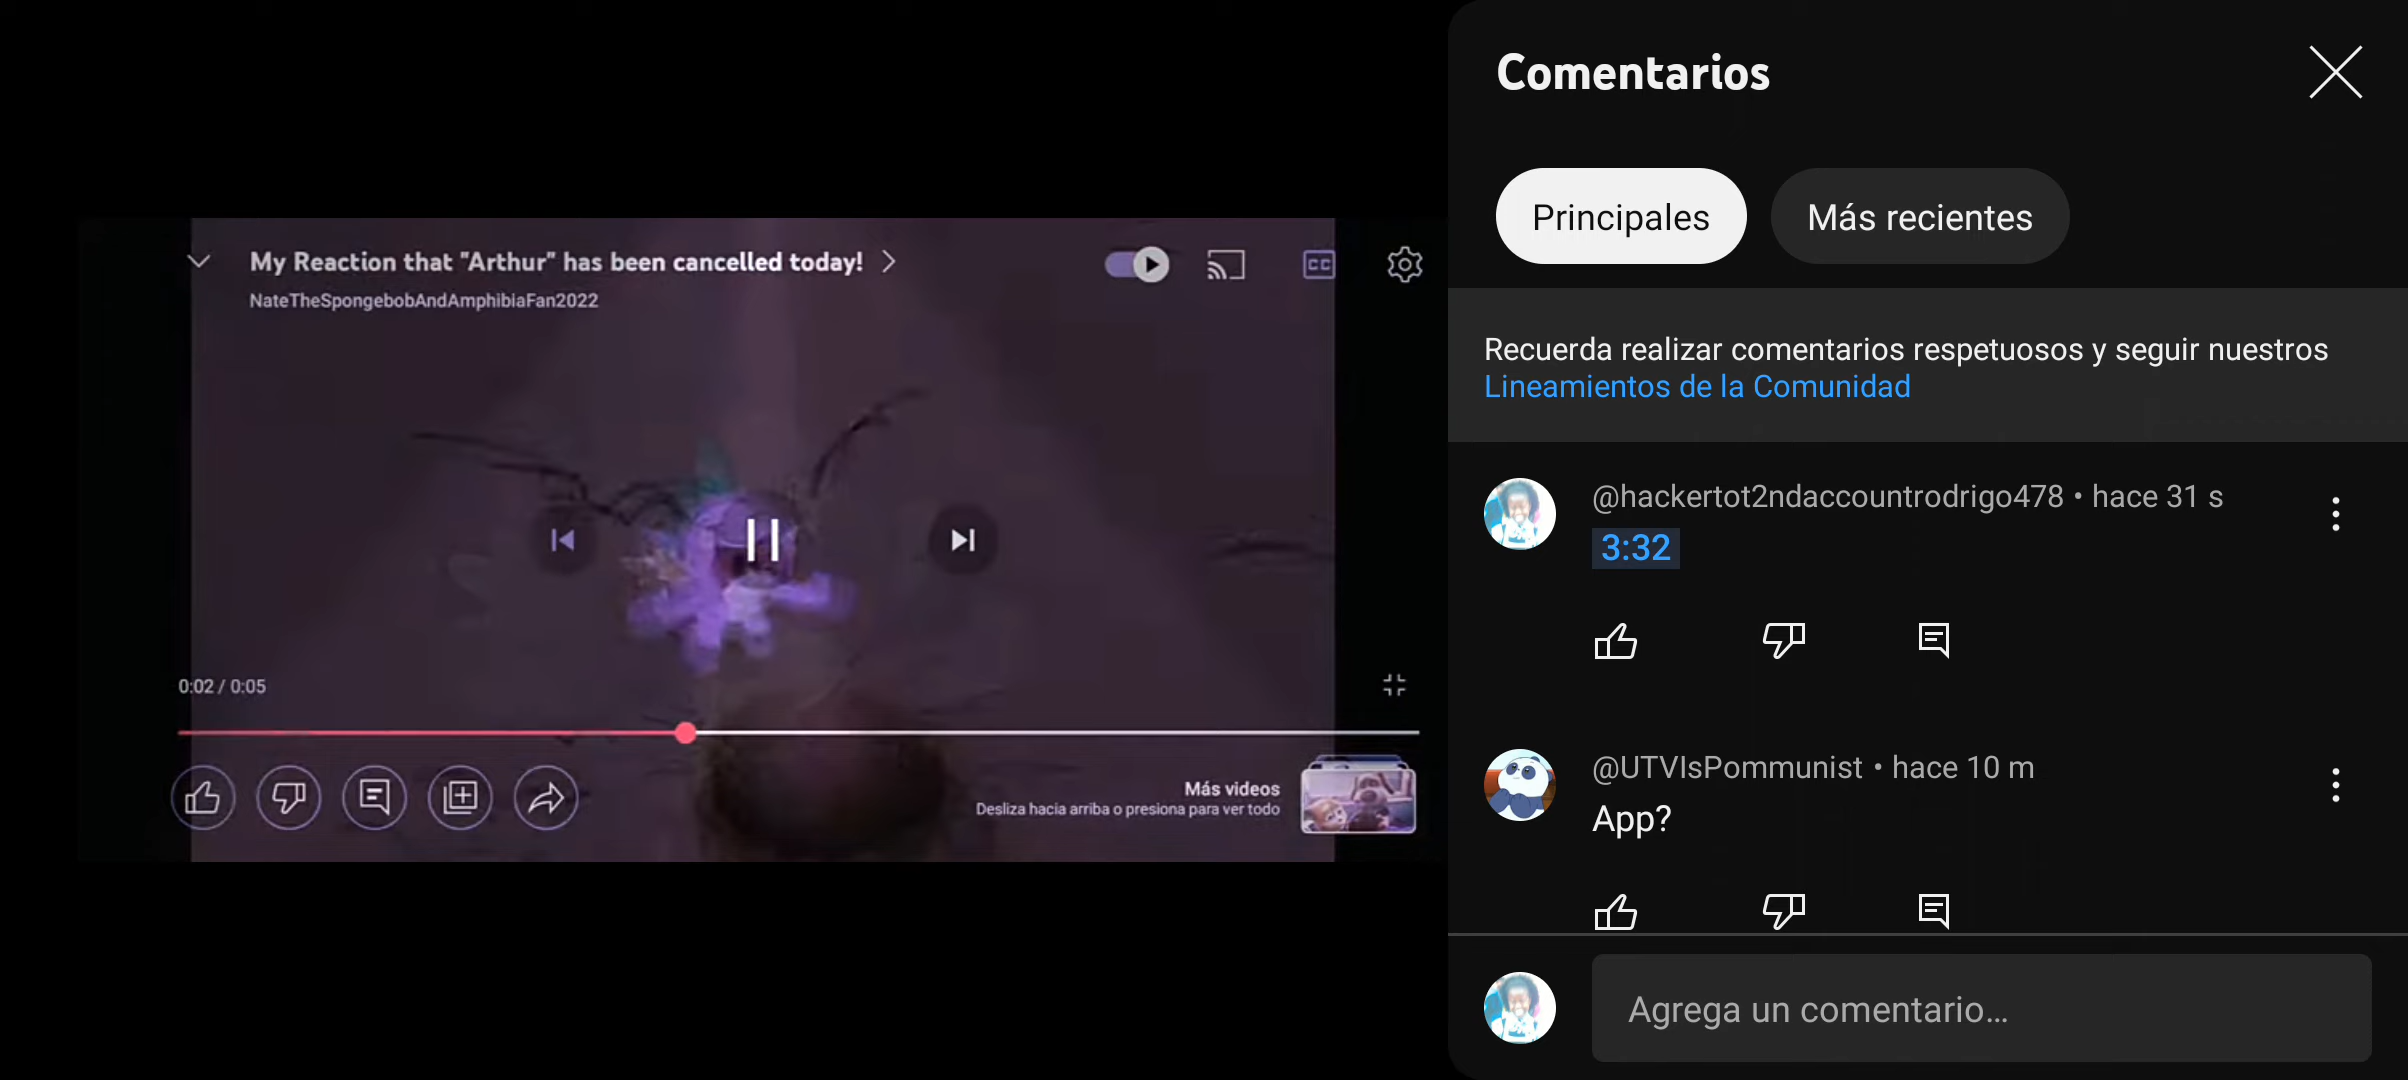 My Reaction that "Arthur" has been cancelled today!
NateTheSpongebobAndAmphibiaFan2022
CC
0:02 / 0:05
Más videos
Desliza hacia arriba o presiona para ver todo
Comentarios
Principales
Más recientes
Recuerda realizar comentarios respetuosos y seguir nuestros
Lineamientos de la Comunidad
@hackertot2ndaccountrodrigo478 • hace 31 s
3:32
@UTVIsPommunist • hace 10 m
App?
Agrega un comentario...